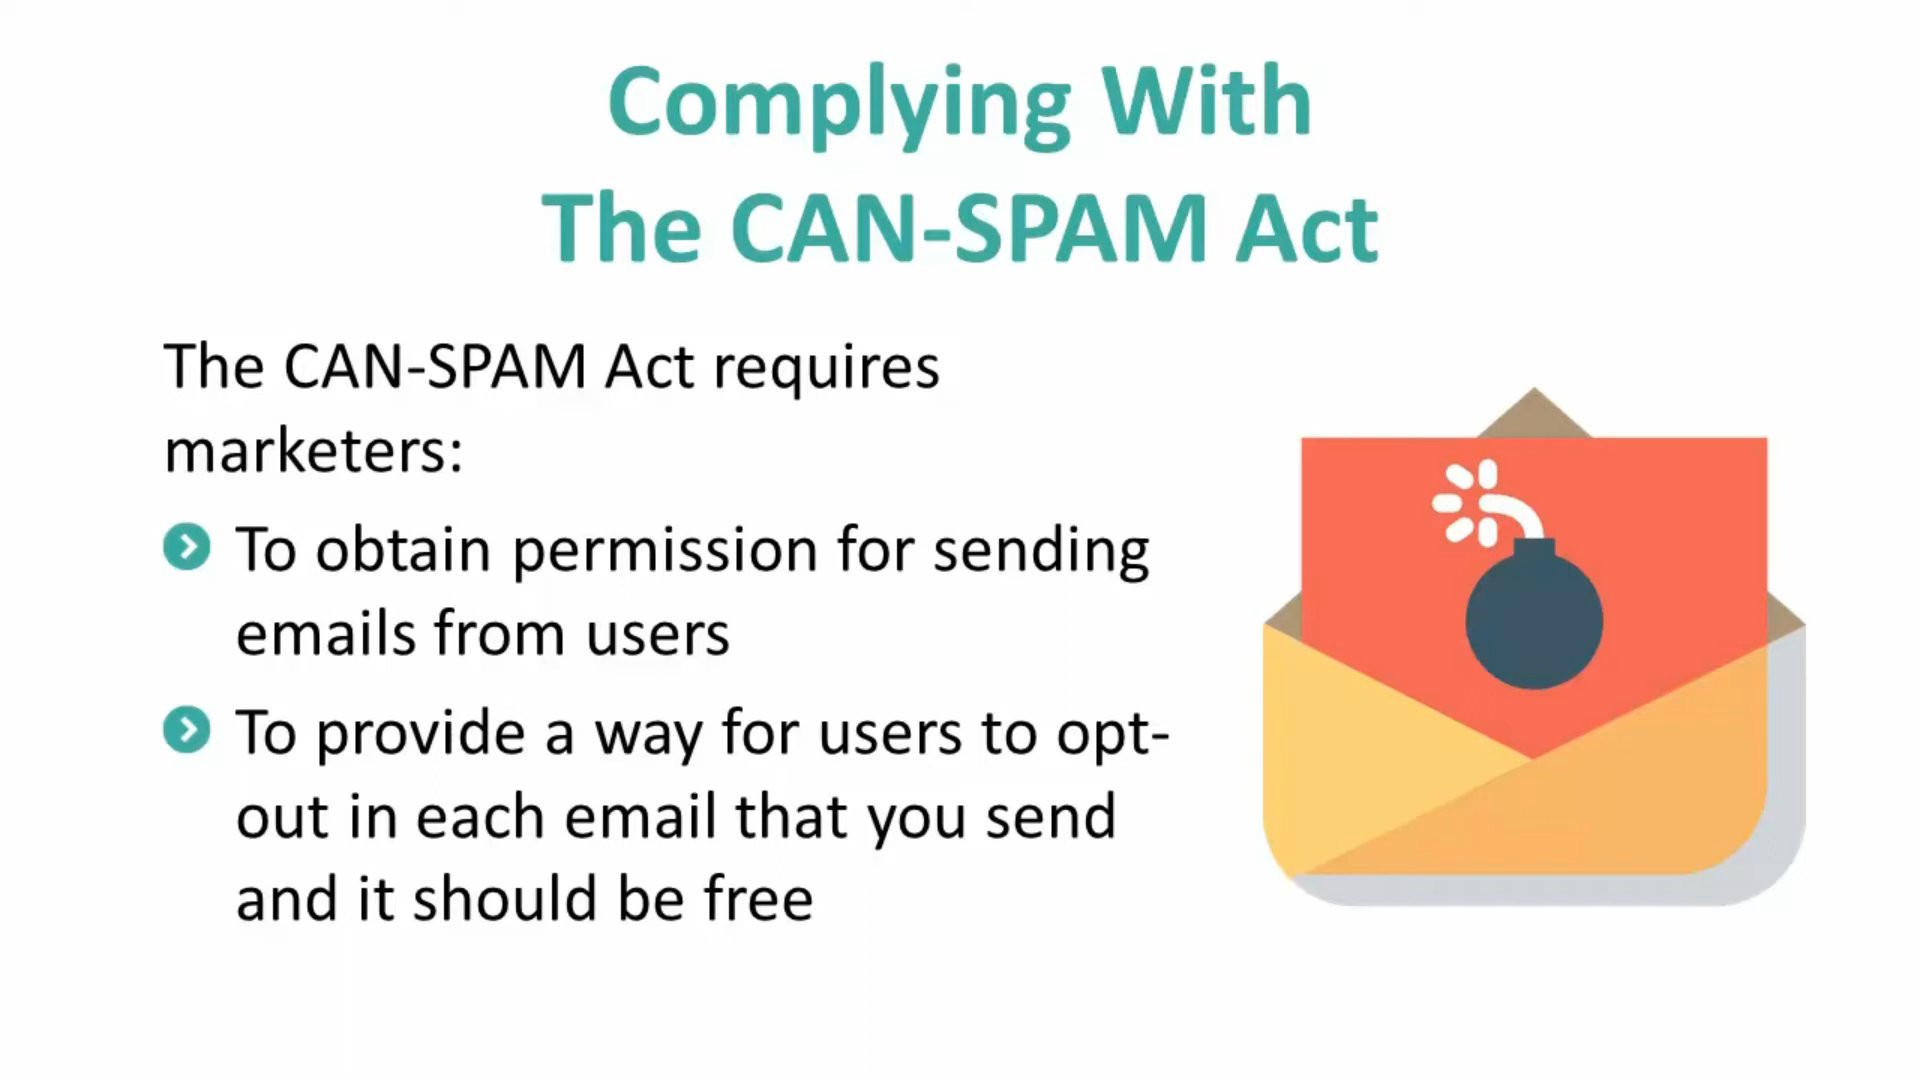 Complying With
The CAN-SPAM Act
The CAN-SPAM Act requires
marketers:
To obtain permission for sending
emails from users
To provide a way for users to opt-
out in each email that you send
and it should be free